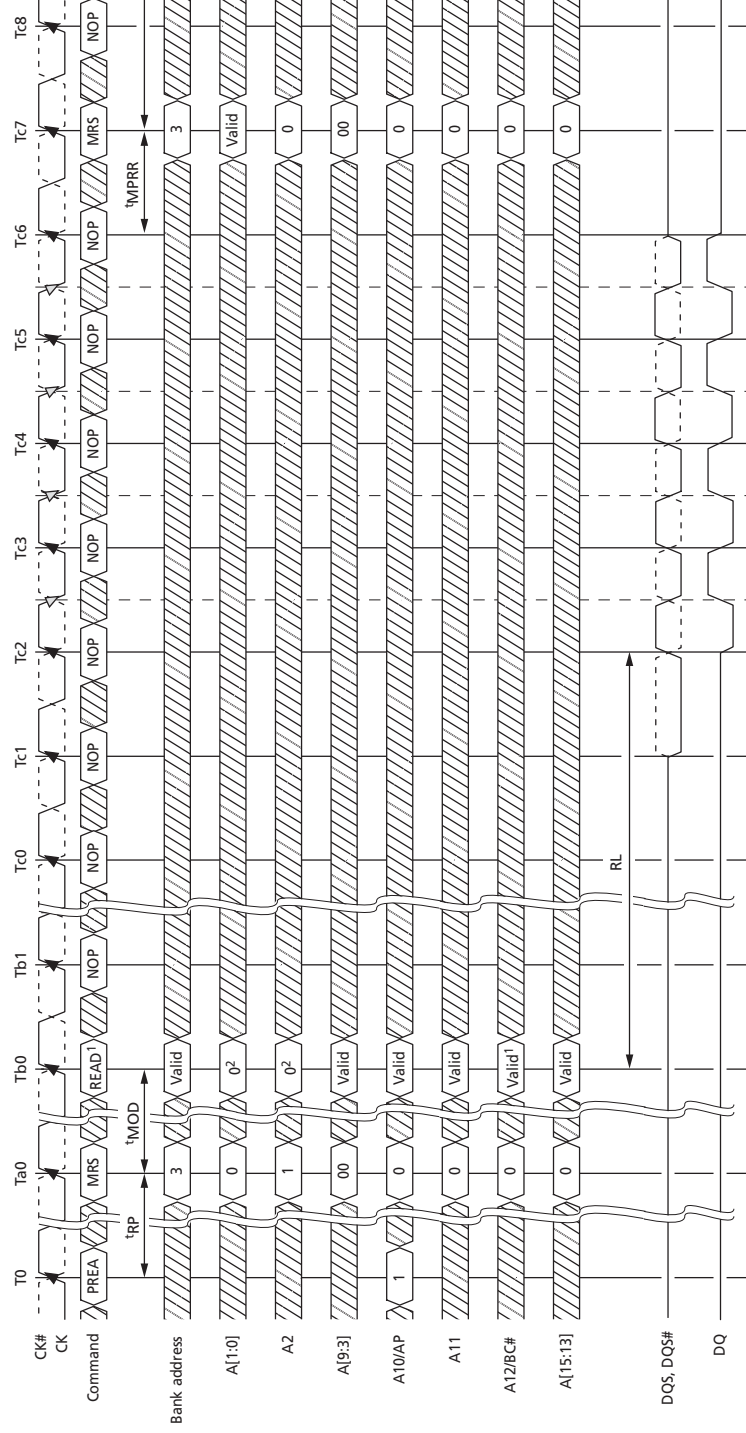 T0 Ta0 Tb0 Tb1 Tc0 Tc1 Tc2 Tc3 Tc4 Tc5 Tc6 Tc7 Tc8
CK#
CK
Command PREA MRS READ1 NOP NOP NOP NOP NOP NOP NOP NOP MRS NOP
tRP tMOD tMPRR
Bank address 3 Valid 3
A[1:0] 0 02 Valid
A2 1 02 0
A[9:3] 00 Valid 00
A10/AP 1 0 Valid 0
A11 0 Valid 0
A12/BC# 0 Valid1 0
A[15:13] 0 Valid 0
RL
DQS, DQS#
DQ